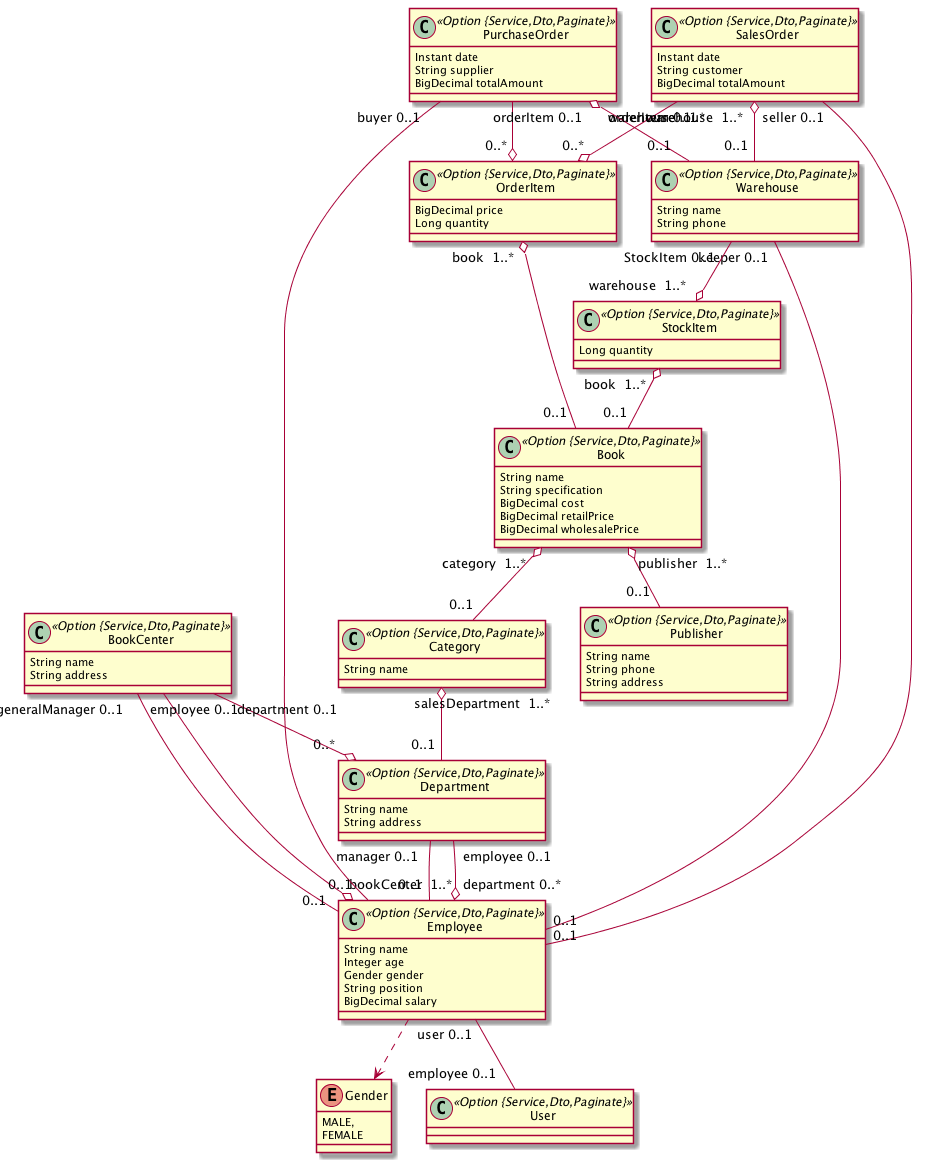 C «Option {Service,Dto,Paginate}»
PurchaseOrder
Instant date
String supplier
BigDecimal totalAmount
C «Option {Service,Dto,Paginate}»
SalesOrder
Instant date
String customer
BigDecimal totalAmount
buyer 0..1
orderItem 0..1
warehouse 1..*
seller 0..1
0..*
0..*
0..1
0..1
C «Option {Service,Dto,Paginate}»
OrderItem
BigDecimal price
Long quantity
C «Option {Service,Dto,Paginate}»
Warehouse
String name
String phone
book 1..*
StockItem 0..1
keeper 0..1
warehouse 1..*
C «Option {Service,Dto,Paginate}»
StockItem
Long quantity
book 1..*
0..1
0..1
C «Option {Service,Dto,Paginate}»
Book
String name
String specification
BigDecimal cost
BigDecimal retailPrice
BigDecimal wholesalePrice
category 1..*
publisher 1..*
0..1
0..1
C «Option {Service,Dto,Paginate}»
BookCenter
String name
String address
C «Option {Service,Dto,Paginate}»
Category
String name
C «Option {Service,Dto,Paginate}»
Publisher
String name
String phone
String address
generalManager 0..1
employee 0..1
department 0..1
salesDepartment 1..*
0..*
0..1
C «Option {Service,Dto,Paginate}»
Department
String name
String address
manager 0..1
employee 0..1
0..1
bookCenter 1..*
0..1
department 0..*
0..1
C «Option {Service,Dto,Paginate}»
Employee
String name
Integer age
Gender gender
String position
BigDecimal salary
0..1
0..1
user 0..1
employee 0..1
E Gender
MALE,
FEMALE
C «Option {Service,Dto,Paginate}»
User